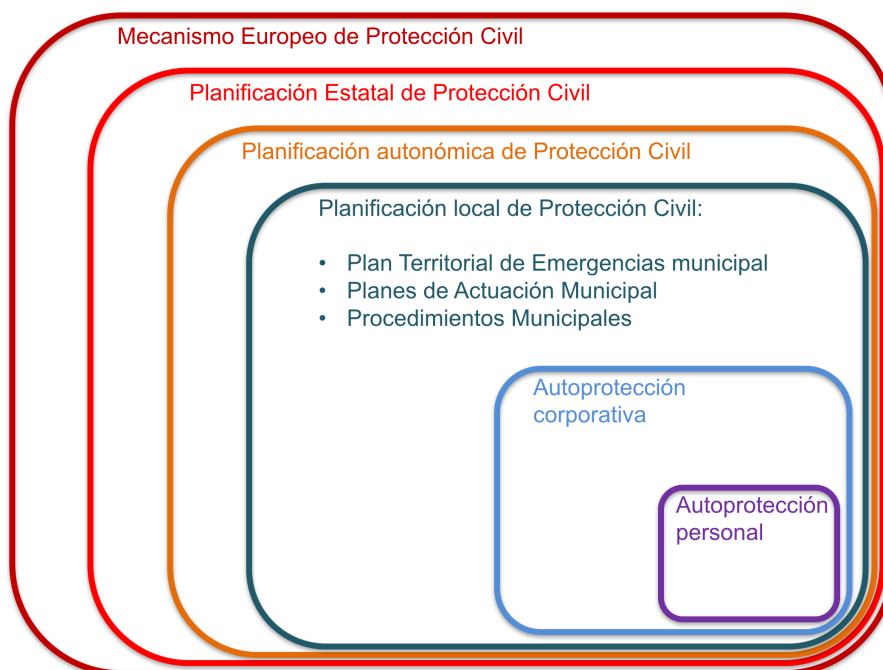 Mecanismo Europeo de Protección Civil
Planificación Estatal de Protección Civil
Planificación autonómica de Protección Civil
Planificación local de Protección Civil:
• Plan Territorial de Emergencias municipal
• Planes de Actuación Municipal
• Procedimientos Municipales
Autoprotección
corporativa
Autoprotección
personal